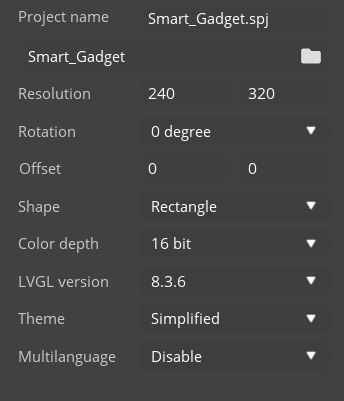 Project name Smart_Gadget.spj
Smart_Gadget
Resolution 240 320
Rotation 0 degree
Offset 0 0
Shape Rectangle
Color depth 16 bit
LVGL version 8.3.6
Theme Simplified
Multilanguage Disable